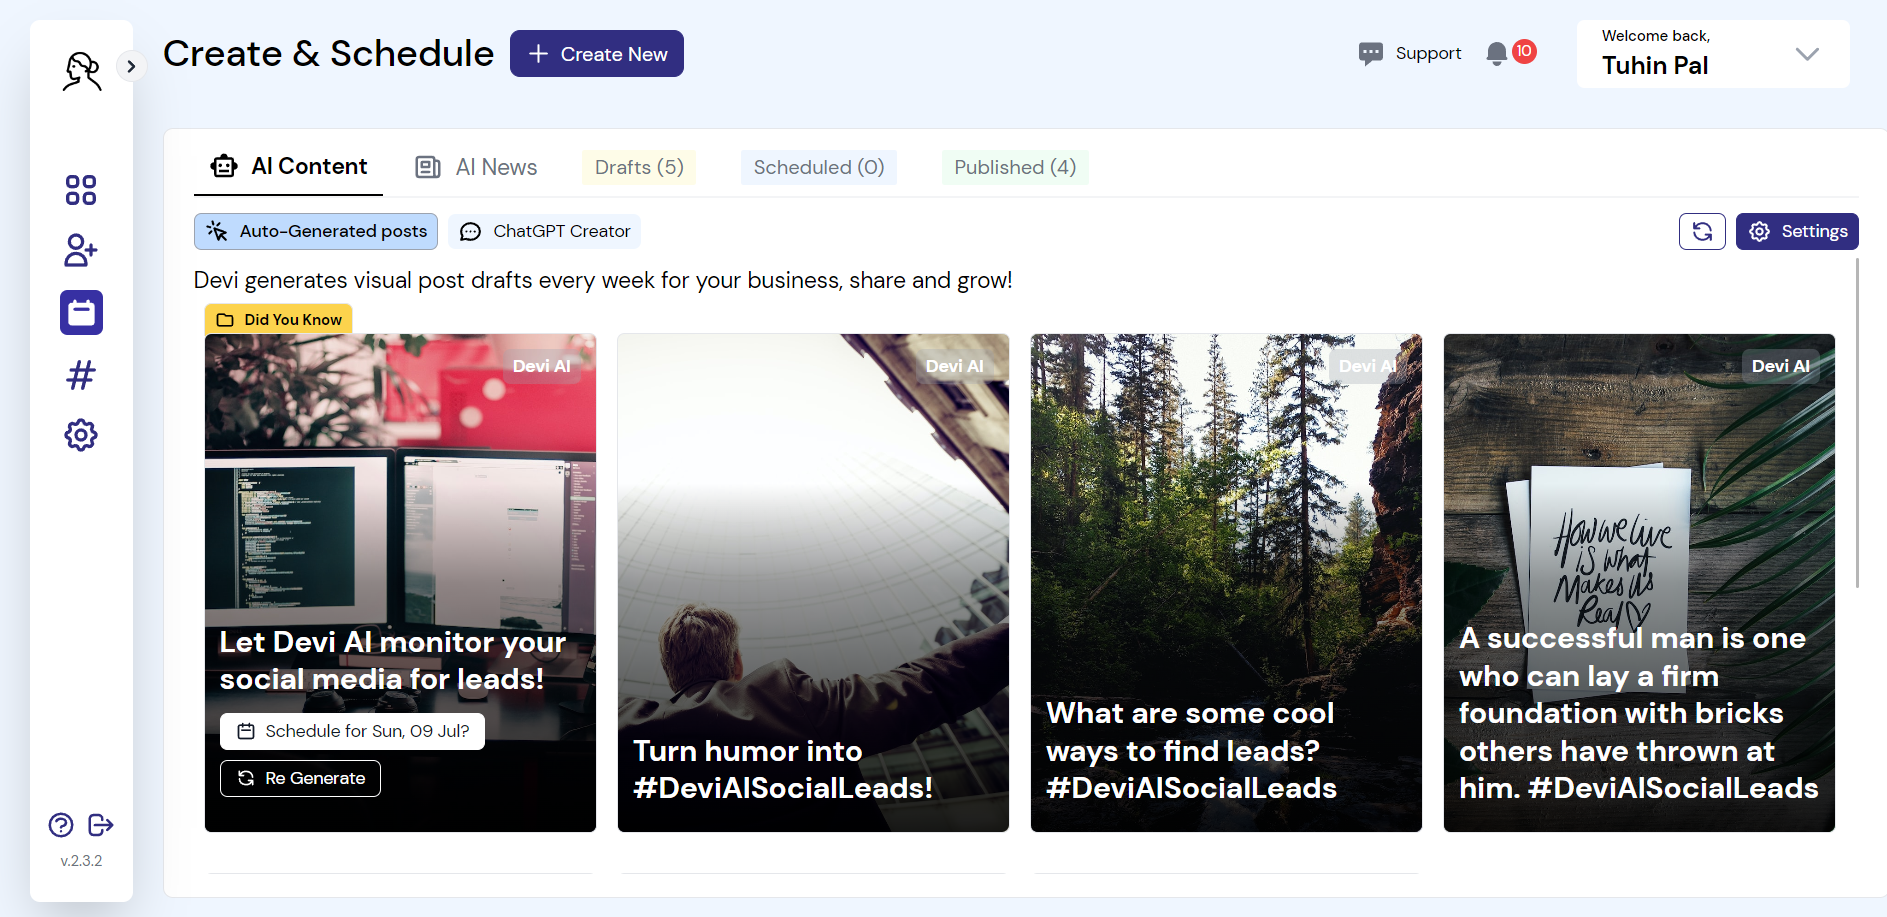 Create & Schedule
Create New
Support
10
Welcome back,
Tuhin Pal
AI Content
AI News
Drafts (5)
Scheduled (0)
Published (4)
Auto-Generated posts
ChatGPT Creator
Settings
Devi generates visual post drafts every week for your business, share and grow!
Did You Know
Devi AI
Let Devi AI monitor your
social media for leads!
Schedule for Sun, 09 Jul?
Re Generate
Devi AI
Turn humor into
#DeviAISocialLeads!
Devi AI
What are some cool
ways to find leads?
#DeviAISocialLeads
Devi AI
How we live
is what
Makes us
Real
A successful man is one
who can lay a firm
foundation with bricks
others have thrown at
him. #DeviAISocialLeads
v.2.3.2